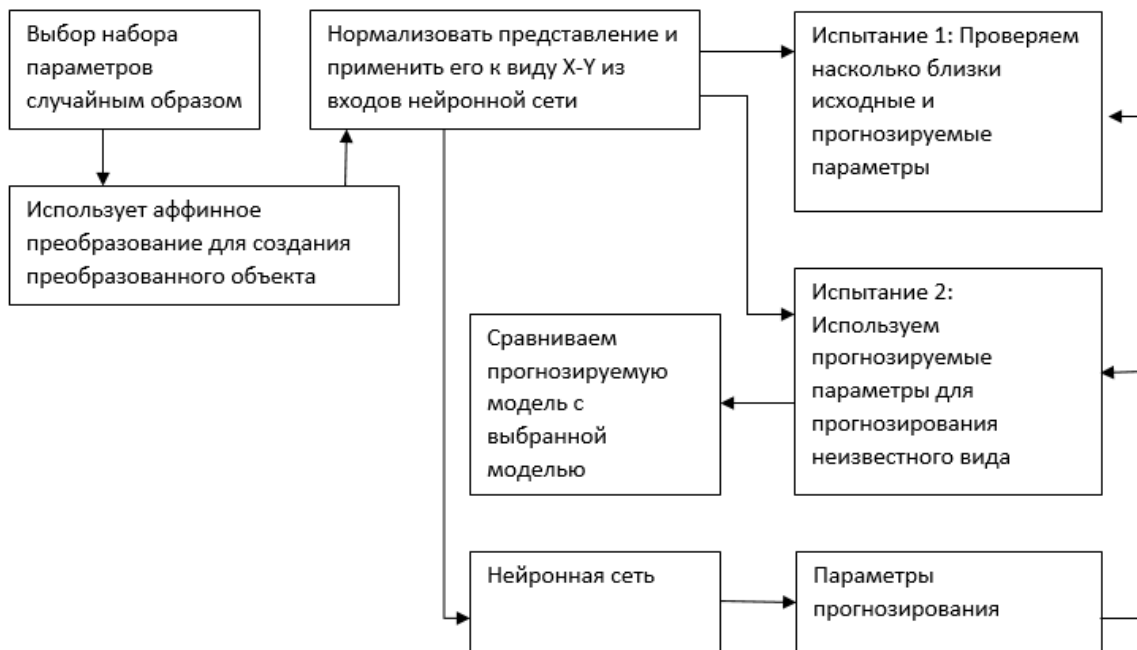 Выбор набора
параметров
случайным образом
Использует аффинное
преобразование для создания
преобразованного объекта
Нормализовать представление и
применить его к виду X-Y из
входов нейронной сети
Испытание 1: Проверяем
насколько близки
исходные и
прогнозируемые
параметры
Испытание 2:
Используем
прогнозируемые
параметры для
прогнозирования
неизвестного вида
Сравниваем
прогнозируемую
модель с
выбранной
моделью
Нейронная сеть
Параметры
прогнозирования